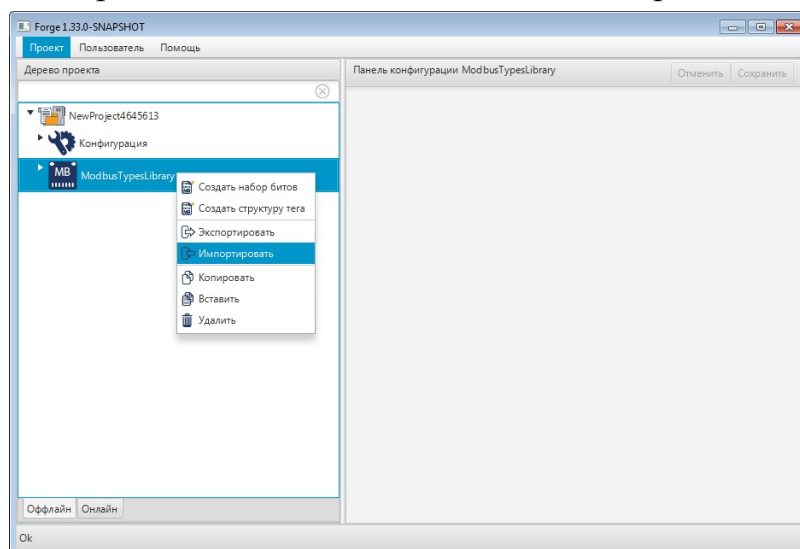 Forge 1.33.0-SNAPSHOT
Проект Пользователь Помощь
Дерево проекта
Панель конфигурации ModbusTypesLibrary
Отменить Сохранить
NewProject4645613
Конфигурация
MB ModbusTypesLibrary
Создать набор битов
Создать структуру тега
Экспортировать
Импортировать
Копировать
Вставить
Удалить
Оффлайн Онлайн
Ok